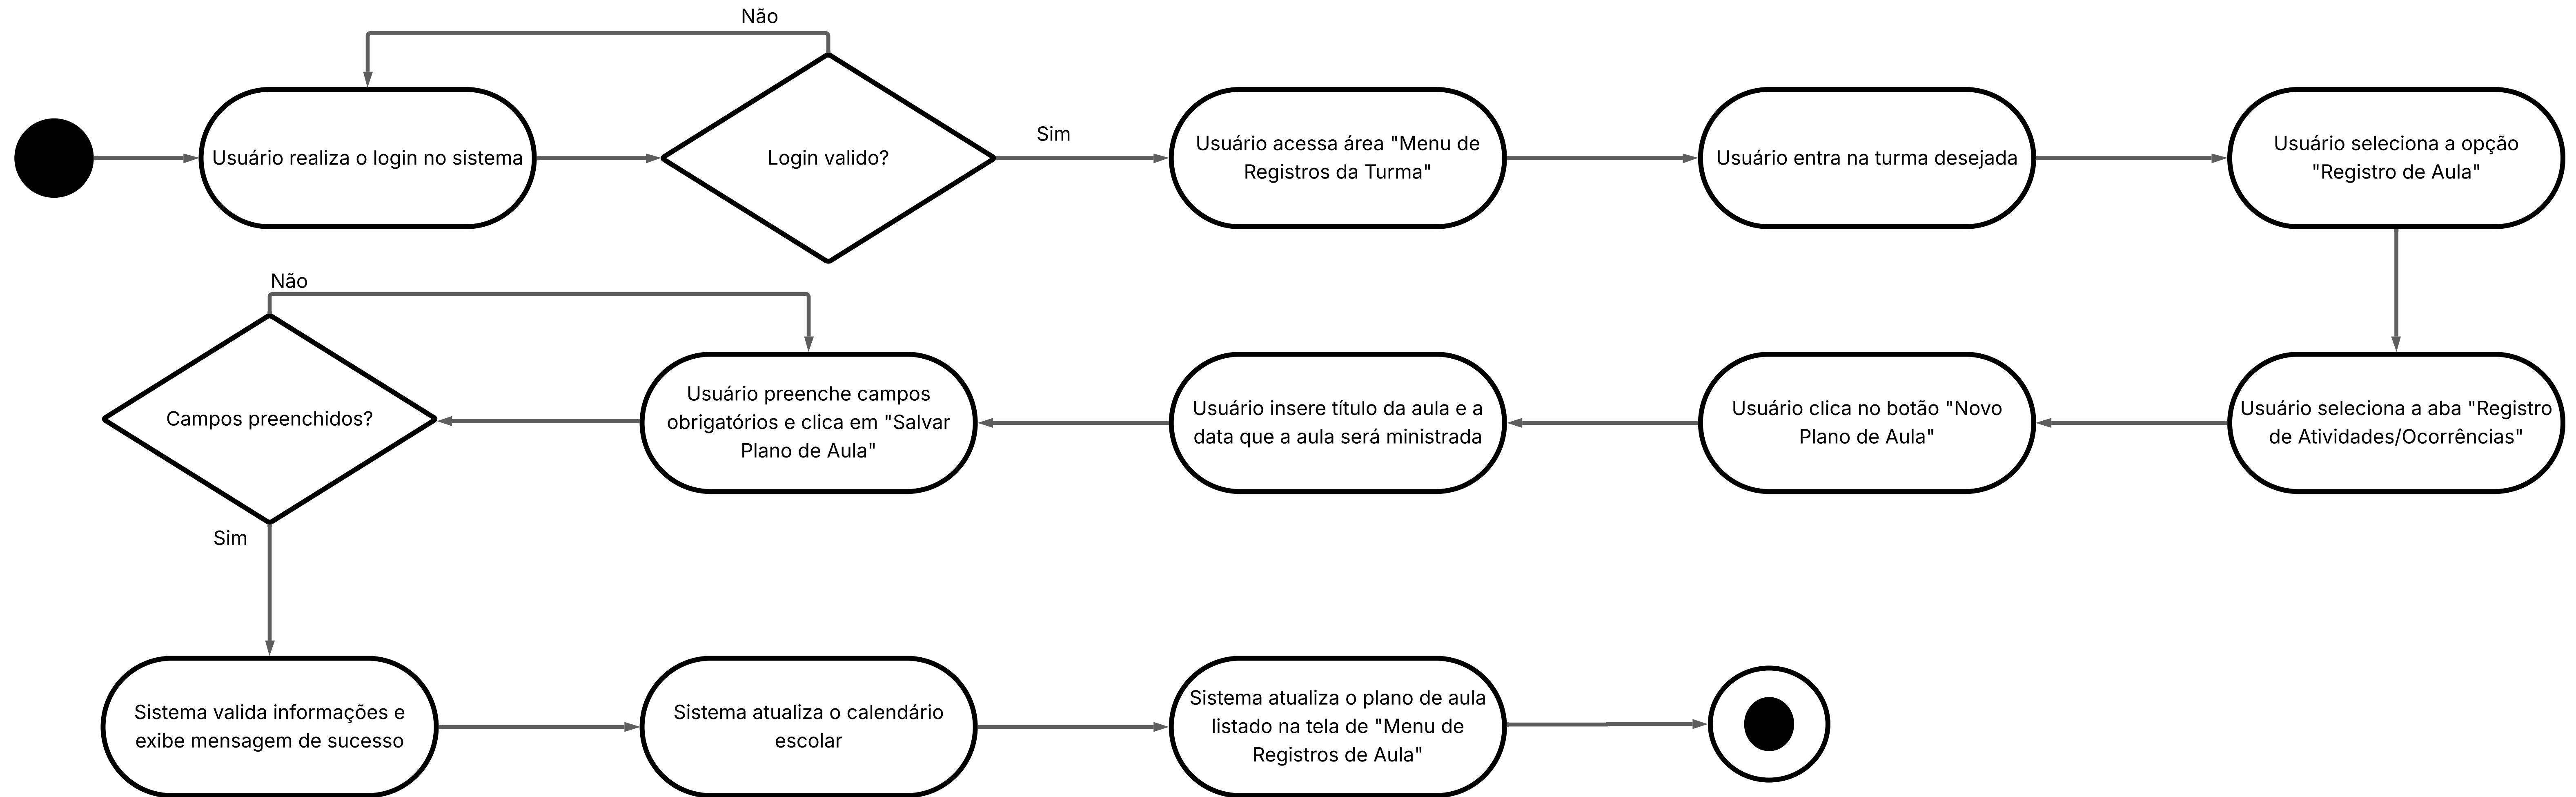 Não
Usuário realiza o login no sistema
Login valido?
Sim
Usuário acessa área "Menu de
Registros da Turma"
Usuário entra na turma desejada
Usuário seleciona a opção
"Registro de Aula"
Usuário seleciona a aba "Registro
de Atividades/Ocorrências"
Usuário clica no botão "Novo
Plano de Aula"
Usuário insere título da aula e a
data que a aula será ministrada
Usuário preenche campos
obrigatórios e clica em "Salvar
Plano de Aula"
Não
Campos preenchidos?
Sim
Sistema valida informações e
exibe mensagem de sucesso
Sistema atualiza o calendário
escolar
Sistema atualiza o plano de aula
listado na tela de "Menu de
Registros de Aula"